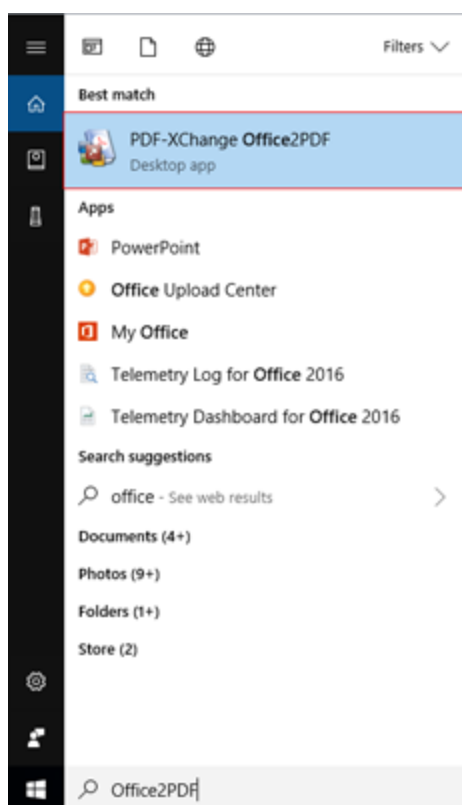 Filters
Best match
PDF-XChange Office2PDF
Desktop app
Apps
PowerPoint
Office Upload Center
My Office
Telemetry Log for Office 2016
Telemetry Dashboard for Office 2016
Search suggestions
office - See web results
Documents (4+)
Photos (9+)
Folders (1+)
Store (2)
Office2PDF